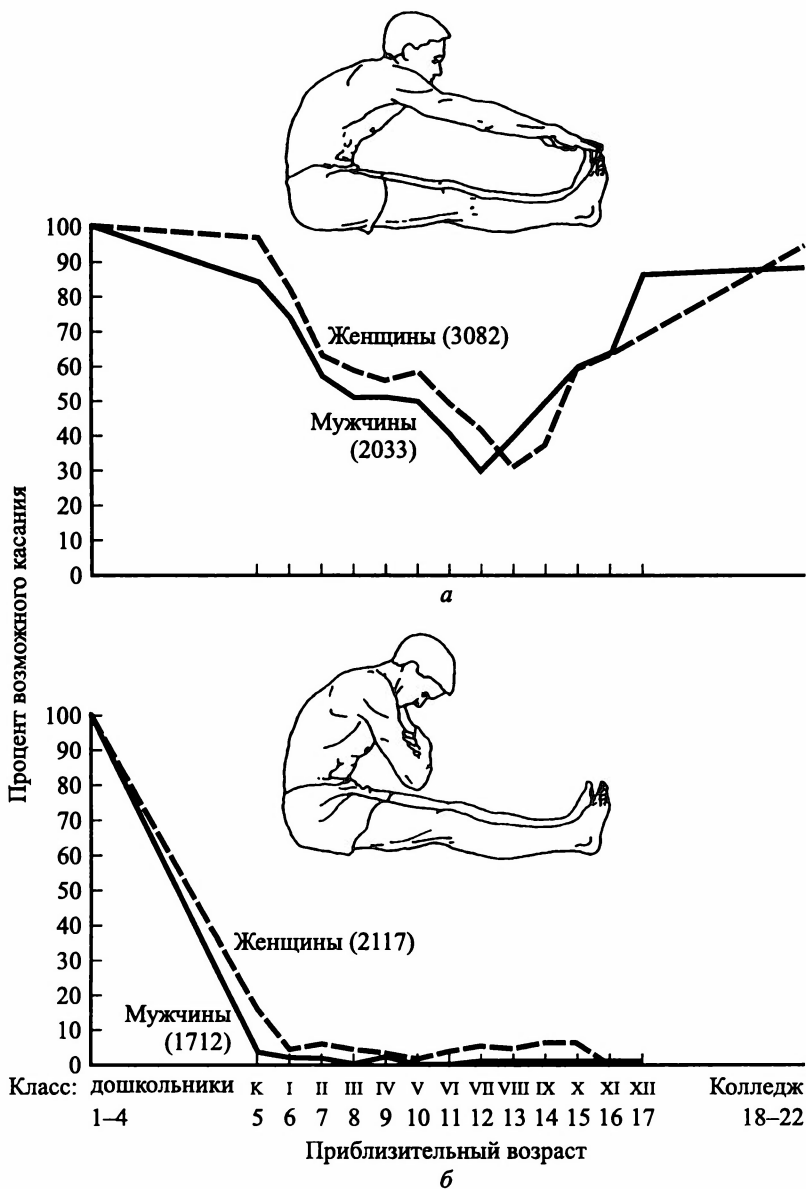 100
90
80
70
60
50
40
30
20
10
0
Женщины (3082)
Мужчины
(2033)
а
Процент возможного касания
100
90
80
70
60
50
40
30
20
10
0
Женщины (2117)
Мужчины
(1712)
Класс: дошкольники К I II III IV V VI VII VIII IX X XI XII Колледж
1–4 5 6 7 8 9 10 11 12 13 14 15 16 17 18–22
Приблизительный возраст
б